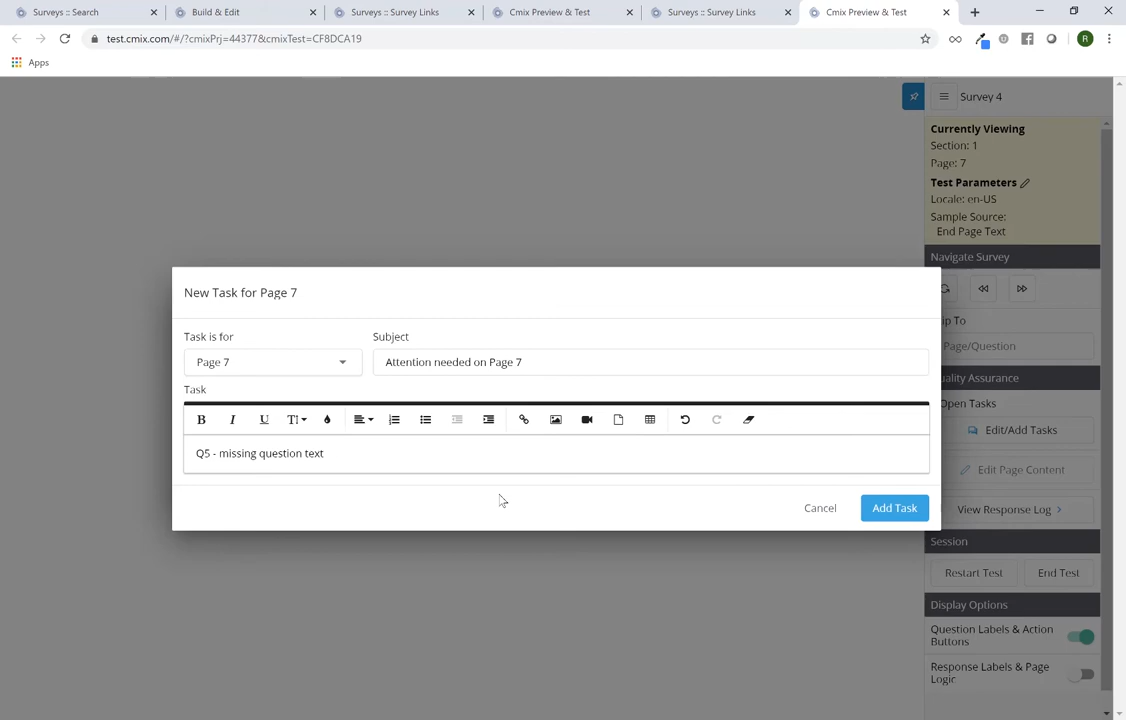 Surveys :: Search
Build & Edit
Surveys :: Survey Links
Cmix Preview & Test
Surveys :: Survey Links
Cmix Preview & Test
test.cmix.com/#/?cmixPrj=44377&cmixTest=CF8DCA19
R
Apps
Survey 4
Currently Viewing
Section: 1
Page: 7
Test Parameters
Locale: en-US
Sample Source:
End Page Text
Navigate Survey
New Task for Page 7
Task is for
Subject
Page 7
Attention needed on Page 7
Task
B I U T
Q5 - missing question text
Cancel
Add Task
ip To
Page/Question
uality Assurance
Open Tasks
Edit/Add Tasks
Edit Page Content
View Response Log
Session
Restart Test
End Test
Display Options
Question Labels & Action
Buttons
Response Labels & Page
Logic